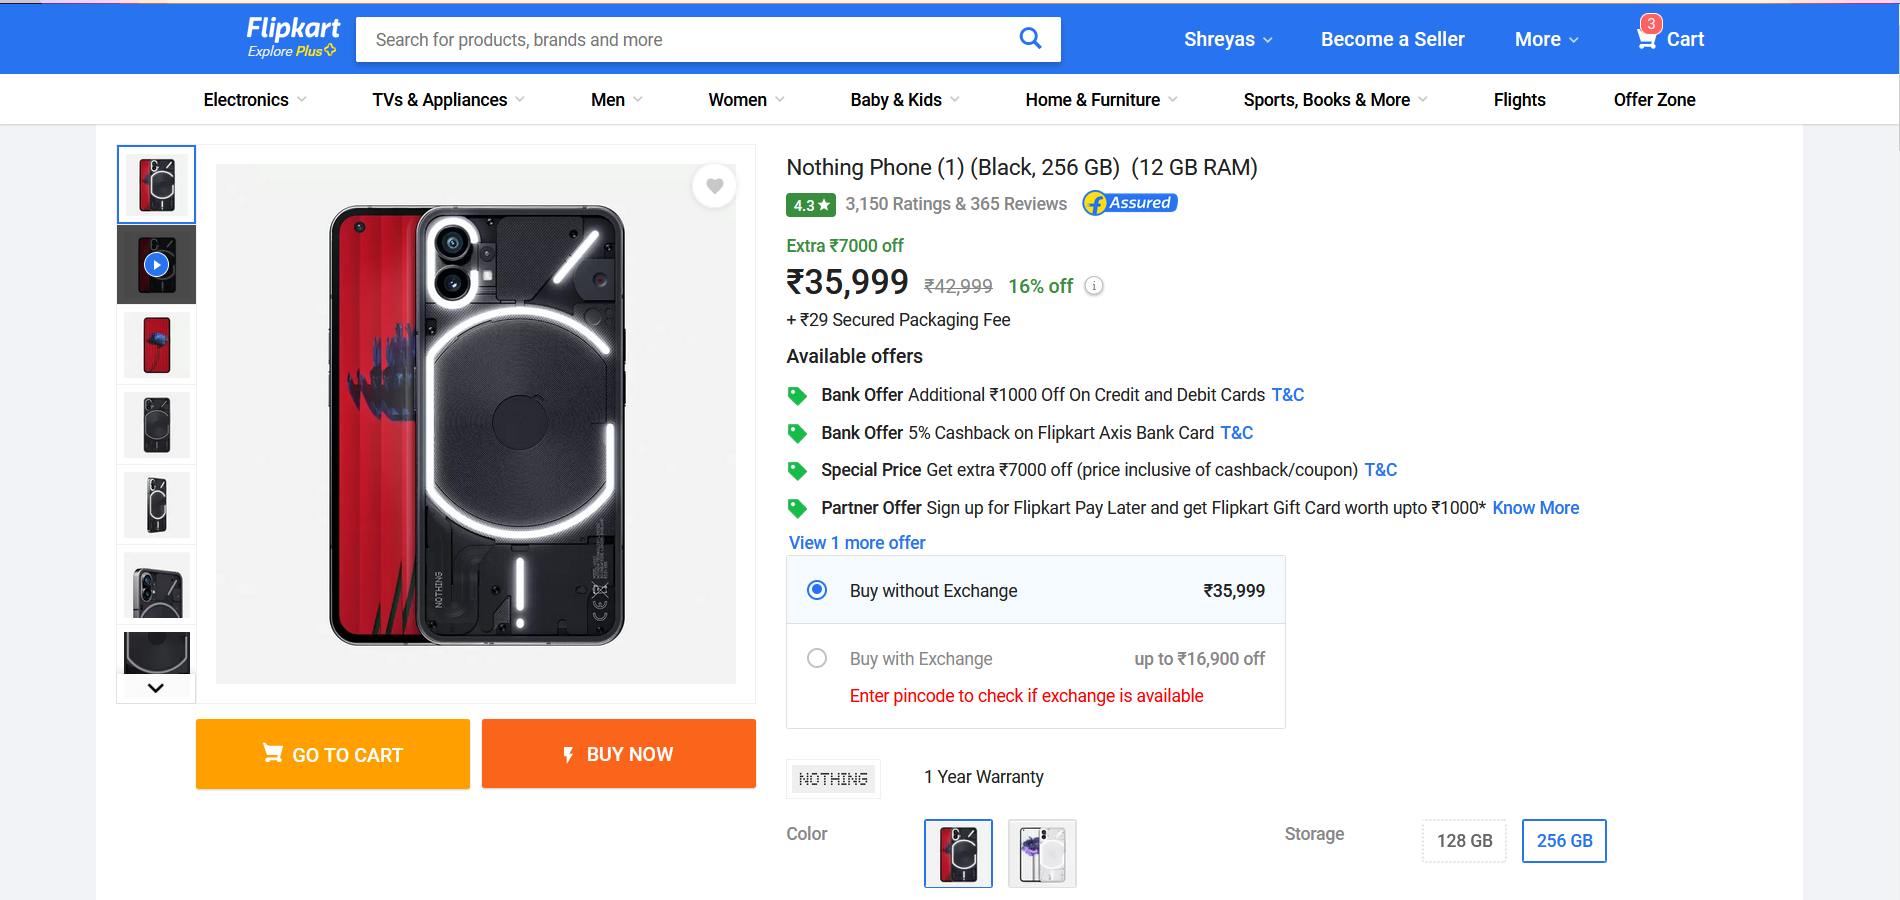 Flipkart
Explore Plus
Search for products, brands and more
Shreyas
Become a Seller
More
3
Cart
Electronics
TVs & Appliances
Men
Women
Baby & Kids
Home & Furniture
Sports, Books & More
Flights
Offer Zone
Nothing Phone (1) (Black, 256 GB) (12 GB RAM)
4.3★ 3,150 Ratings & 365 Reviews Assured
Extra ₹7000 off
₹35,999 ₹42,999 16% off i
+ ₹29 Secured Packaging Fee
Available offers
Bank Offer Additional ₹1000 Off On Credit and Debit Cards T&C
Bank Offer 5% Cashback on Flipkart Axis Bank Card T&C
Special Price Get extra ₹7000 off (price inclusive of cashback/coupon) T&C
Partner Offer Sign up for Flipkart Pay Later and get Flipkart Gift Card worth upto ₹1000* Know More
View 1 more offer
Buy without Exchange ₹35,999
Buy with Exchange up to ₹16,900 off
Enter pincode to check if exchange is available
NOTHING
GO TO CART
BUY NOW
NOTHING
1 Year Warranty
Color
Storage
128 GB
256 GB